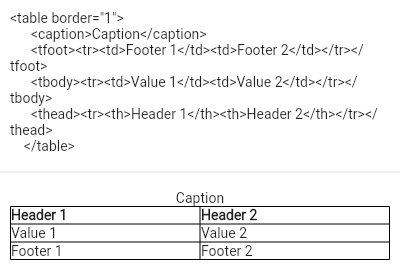 <table border="1">
<caption>Caption</caption>
<tfoot><tr><td>Footer 1</td><td>Footer 2</td></tr></
tfoot>
<tbody><tr><td>Value 1</td><td>Value 2</td></tr></
tbody>
<thead><tr><th>Header 1</th><th>Header 2</th></tr></
thead>
</table>
Caption
Header 1 Header 2
Value 1 Value 2
Footer 1 Footer 2